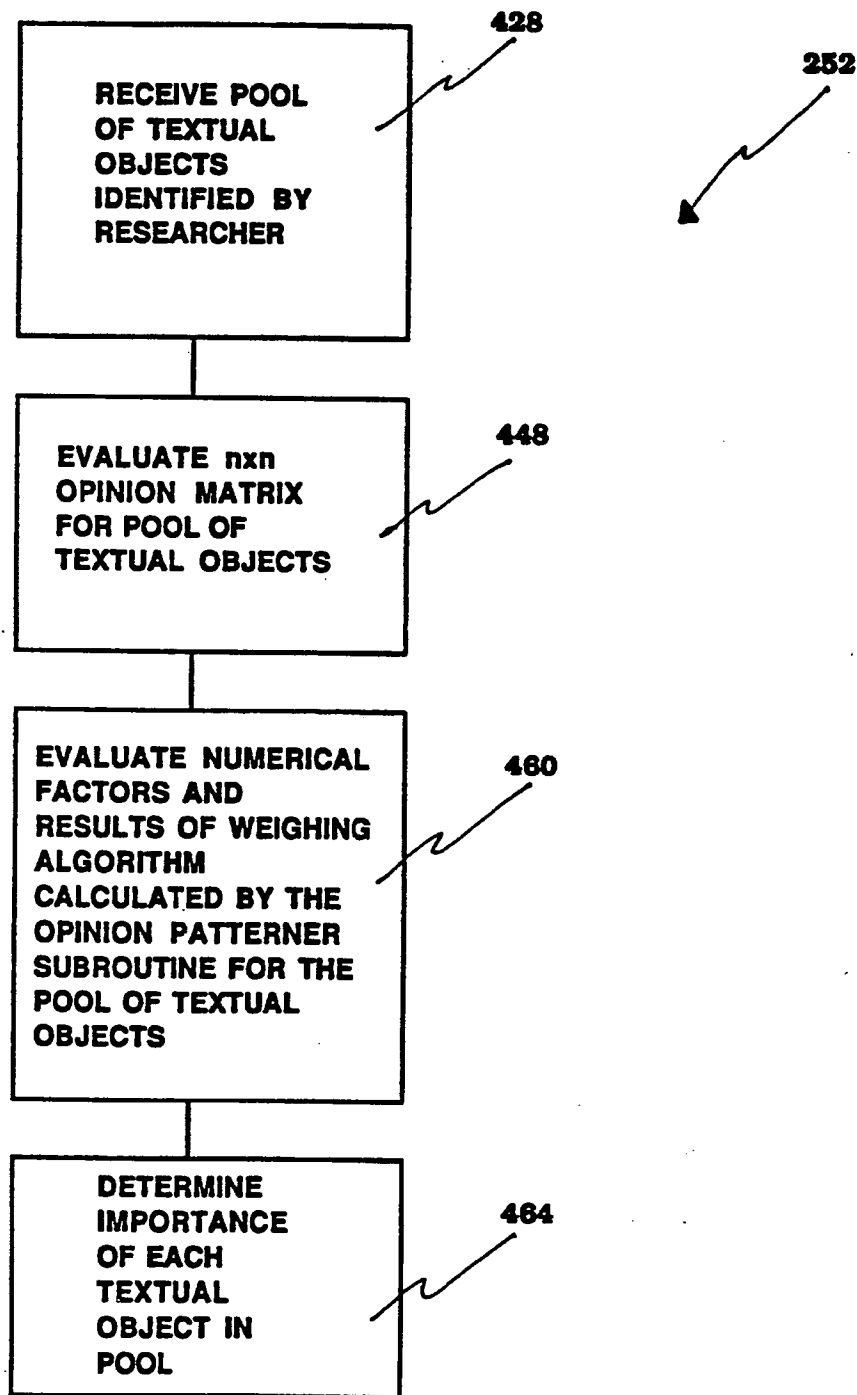 428
252
RECEIVE POOL
OF TEXTUAL
OBJECTS
IDENTIFIED BY
RESEARCHER
448
EVALUATE nxn
OPINION MATRIX
FOR POOL OF
TEXTUAL OBJECTS
460
EVALUATE NUMERICAL
FACTORS AND
RESULTS OF WEIGHING
ALGORITHM
CALCULATED BY THE
OPINION PATTERNER
SUBROUTINE FOR THE
POOL OF TEXTUAL
OBJECTS
464
DETERMINE
IMPORTANCE
OF EACH
TEXTUAL
OBJECT IN
POOL